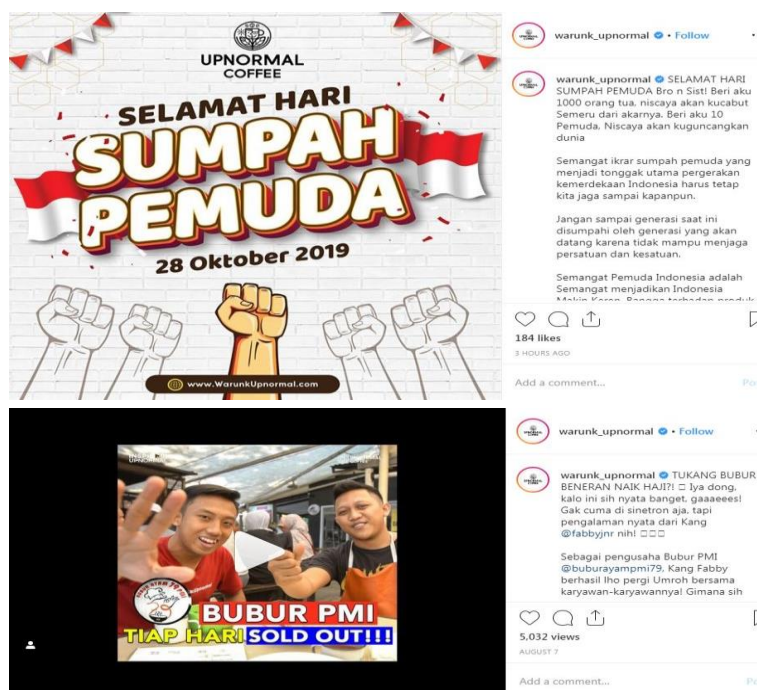 UPNORMAL
COFFEE
SELAMAT HARI
SUMPAH
PEMUDA
28 Oktober 2019
www.WarunkUpnormal.com
warunk_upnormal • Follow
warunk_upnormal SELAMAT HARI
SUMPAH PEMUDA Bro n Sist! Beri aku
1000 orang tua, niscaya akan kucabut
Semeru dari akarnya. Beri aku 10
Pemuda, Niscaya akan kuguncangkan
dunia
Semangat ikrar sumpah pemuda yang
menjadi tonggak utama pergerakan
kemerdekaan Indonesia harus tetap
kita jaga sampai kapanpun.
Jangan sampai generasi saat ini
disumpahi oleh generasi yang akan
datang karena tidak mampu menjaga
persatuan dan kesatuan.
Semangat Pemuda Indonesia adalah
Semangat menjadikan Indonesia
184 likes
3 HOURS AGO
Add a comment...
BUBUR PMI
TIAP HARI SOLD OUT!!!
warunk_upnormal • Follow
warunk_upnormal TUKANG BUBUR
BENERAN NAIK HAJI?! □ Iya dong,
kalo ini sih nyata banget, gaaaeees!
Gak cuma di sinetron aja, tapi
pengalaman nyata dari Kang
@fabbyjnr nih! □□□
Sebagai pengusaha Bubur PMI
@buburayampmi79, Kang Fabby
berhasil lho pergi Umroh bersama
karyawan-karyawannya! Gimana sih
5,032 views
AUGUST 7
Add a comment...